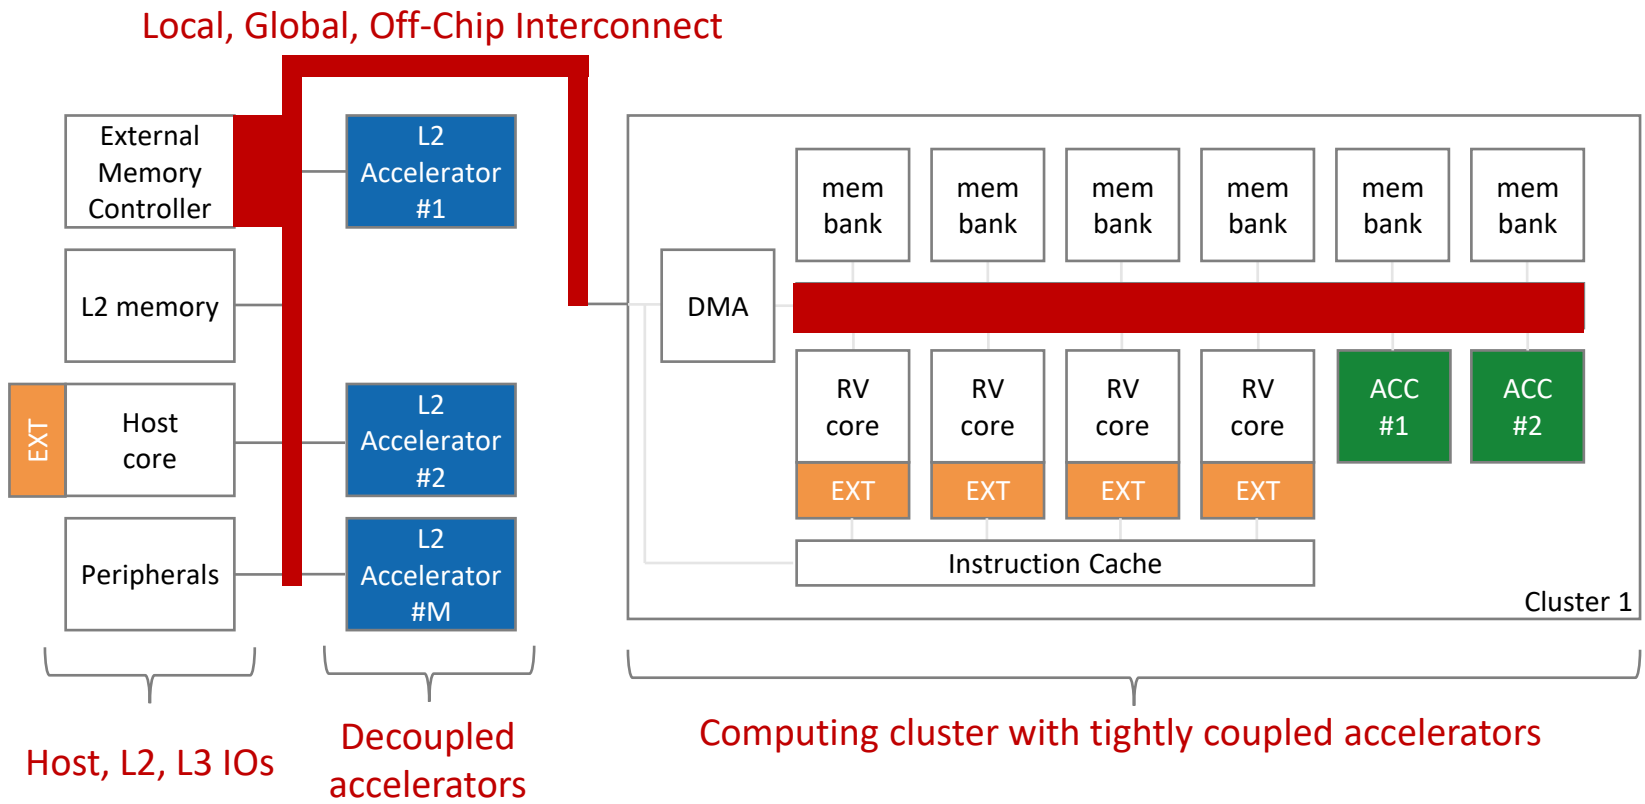 Local, Global, Off-Chip Interconnect
External
Memory
Controller
L2 memory
EXT
Host
core
Peripherals
L2
Accelerator
#1
L2
Accelerator
#2
L2
Accelerator
#M
DMA
mem
bank
mem
bank
mem
bank
mem
bank
mem
bank
mem
bank
RV
core
EXT
RV
core
EXT
RV
core
EXT
RV
core
EXT
ACC
#1
ACC
#2
Instruction Cache
Cluster 1
Host, L2, L3 IOs
Decoupled
accelerators
Computing cluster with tightly coupled accelerators